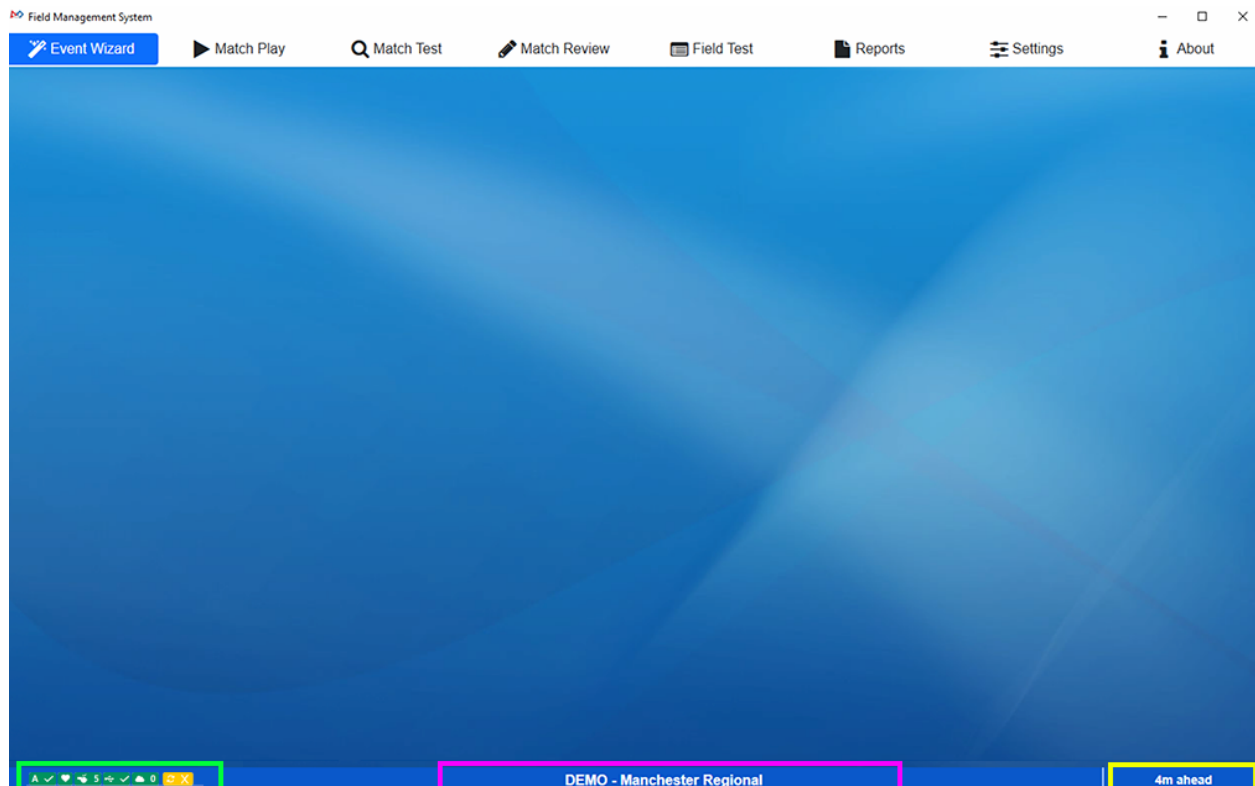 Field Management System
Event Wizard Match Play Match Test Match Review Field Test Reports Settings About
A 5 0 X DEMO - Manchester Regional 4m ahead